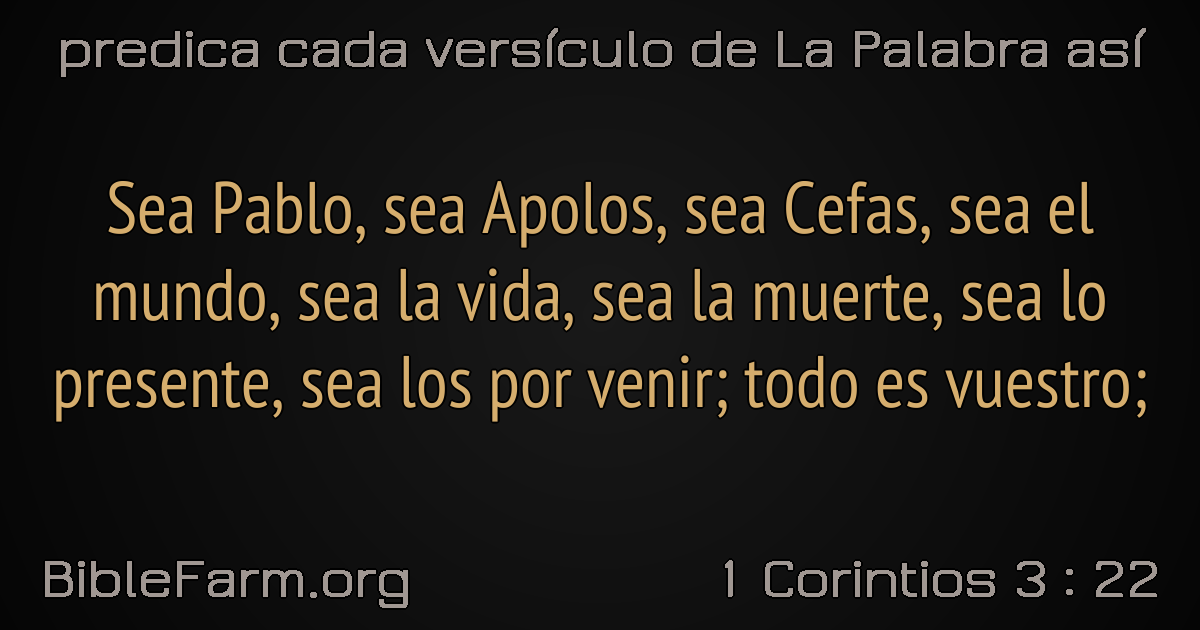 predica cada versículo de La Palabra así
Sea Pablo, sea Apolos, sea Cefas, sea el
mundo, sea la vida, sea la muerte, sea lo
presente, sea los por venir; todo es vuestro;
BibleFarm.org
1 Corintios 3 : 22